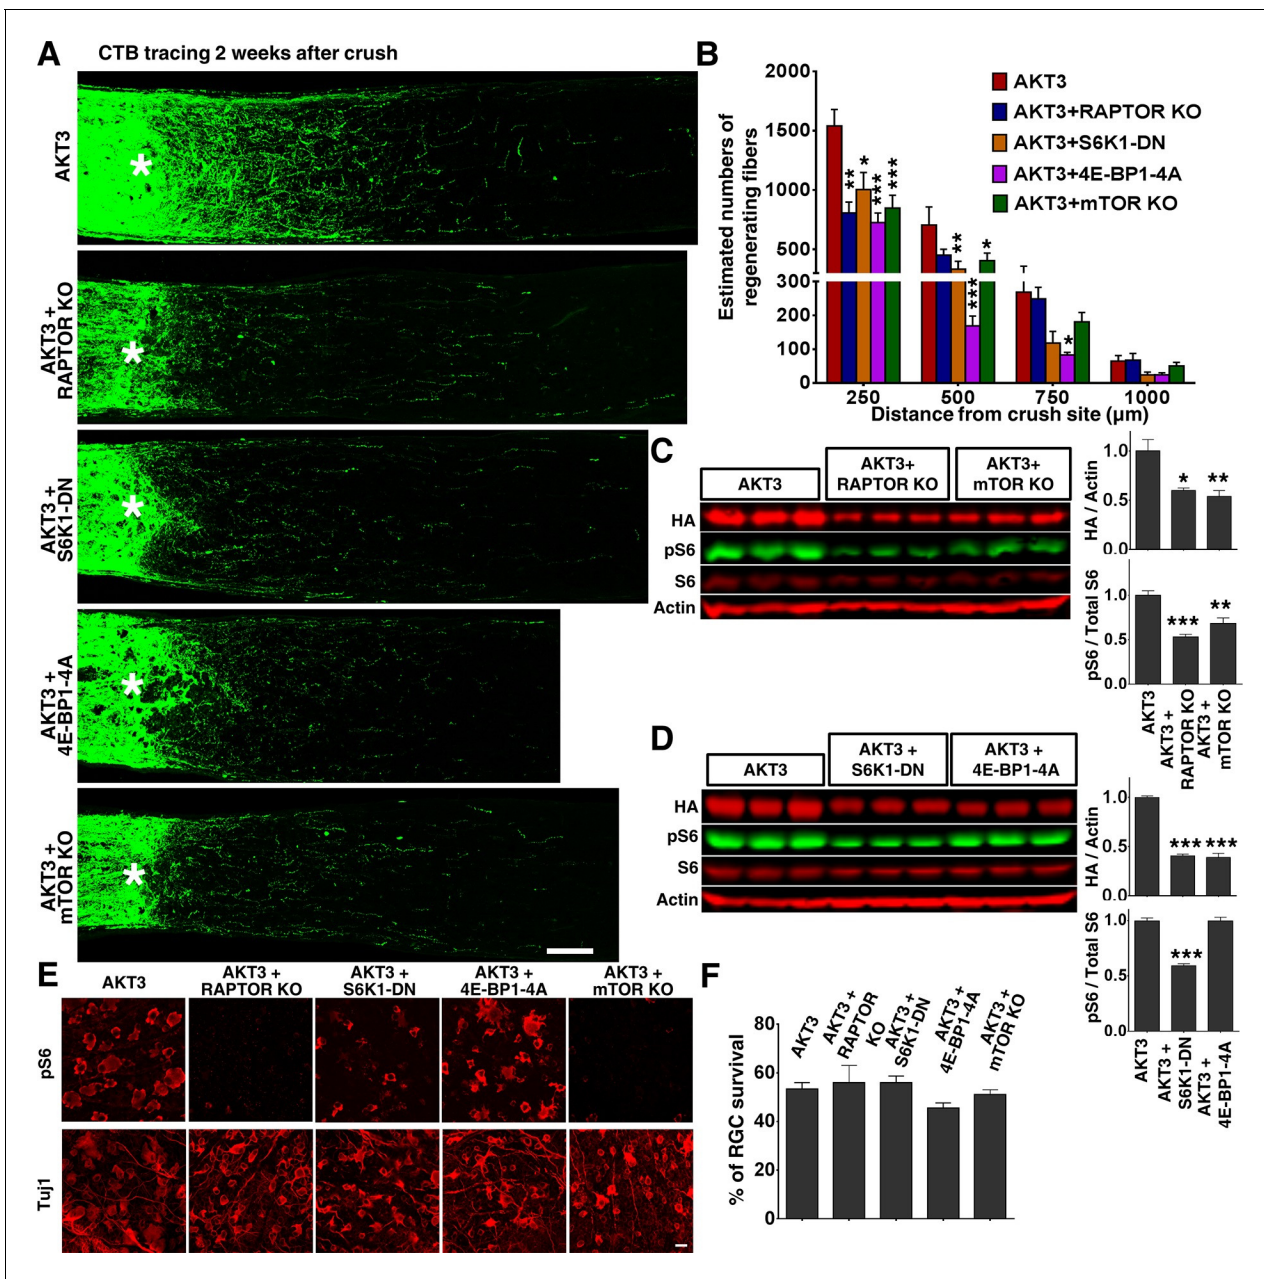 A
CTB tracing 2 weeks after crush
AKT3
*
AKT3 +
RAPTOR KO
*
AKT3 +
S6K1-DN
*
AKT3 +
4E-BP1-4A
*
AKT3 +
mTOR KO
*
B
Estimated numbers of
regenerating fibers
2000
1500
1000
500
300
200
100
0
** * *** ***
** *** *
*
250 500 750 1000
Distance from crush site (µm)
AKT3
AKT3+RAPTOR KO
AKT3+S6K1-DN
AKT3+4E-BP1-4A
AKT3+mTOR KO
C
AKT3
AKT3+
RAPTOR KO
AKT3+
mTOR KO
HA
pS6
S6
Actin
HA / Actin
1.0
0.5
1.0
* **
pS6 / Total S6
1.0
0.5
0.0
*** **
AKT3
AKT3 +
RAPTOR KO
AKT3 +
mTOR KO
D
AKT3
AKT3 +
S6K1-DN
AKT3 +
4E-BP1-4A
HA
pS6
S6
Actin
HA / Actin
1.0
0.5
0.0
*** ***
pS6 / Total S6
1.0
0.5
0.0
***
AKT3
AKT3 +
S6K1-DN
AKT3 +
4E-BP1-4A
E
AKT3
AKT3 +
RAPTOR KO
AKT3 +
S6K1-DN
AKT3 +
4E-BP1-4A
AKT3 +
mTOR KO
pS6
Tuj1
F
% of RGC survival
80
60
40
20
0
AKT3
AKT3 +
RAPTOR
KO
AKT3 +
S6K1-DN
AKT3 +
4E-BP1-4A
AKT3 +
mTOR KO